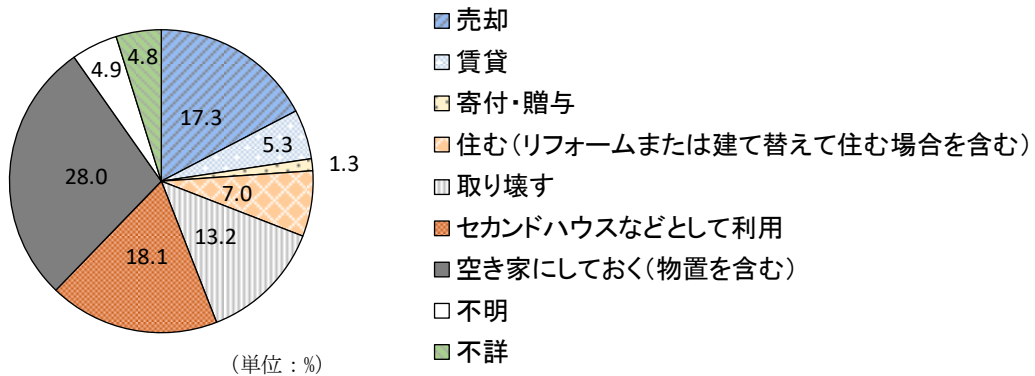 17.3
5.3
1.3
7.0
13.2
18.1
28.0
4.9
4.8
(単位：%)
売却
賃貸
寄付・贈与
住む(リフォームまたは建て替えて住む場合を含む)
取り壊す
セカンドハウスなどとして利用
空き家にしておく(物置を含む)
不明
不詳